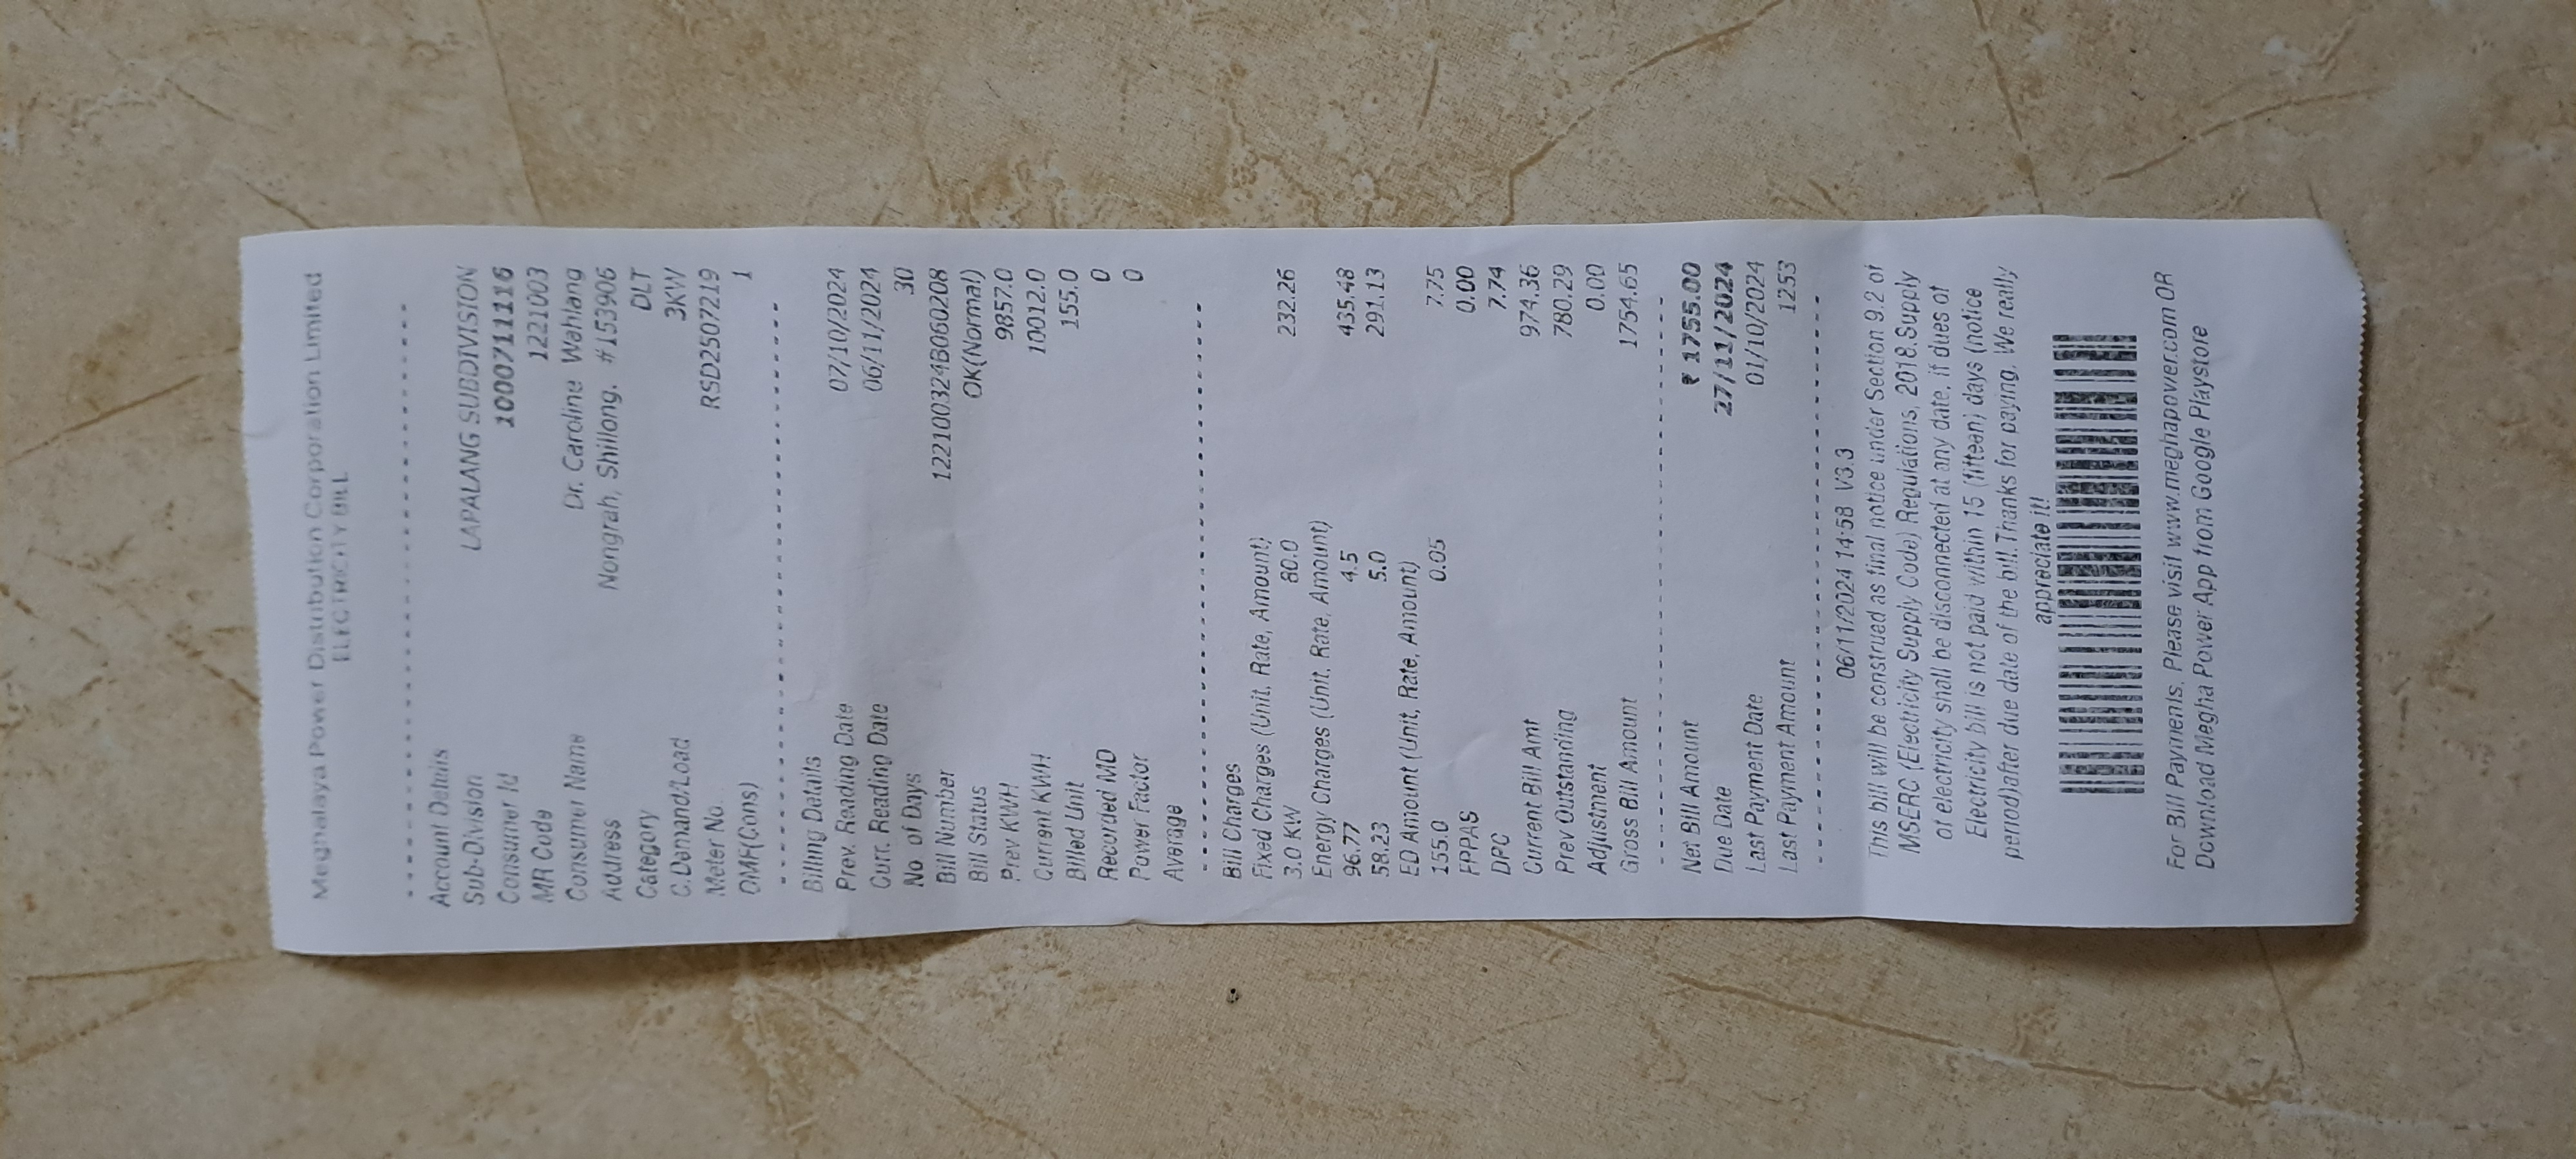 Meghalaya Power Distribution Corporation Limited
ELECTRICITY BILL
Account Details
Sub-Division LAPALANG SUBDIVISION
Consumer Id 1000711116
MR Code 1221003
Consumer Name Dr. Caroline Wahlang
Address Nongrah, Shillong. #153906
Category DLT
C.Demand/Load 3KW
Meter No. RSD2507219
OMF(Cons) 1
Billing Details
Prev. Reading Date 07/10/2024
Curr. Reading Date 06/11/2024
No of Days 30
Bill Number 122100324B060208
Bill Status OK(Normal)
Prev KWH 9857.0
Current KWH 10012.0
Billed Unit 155.0
Recorded MD 0
Power Factor 0
Average
Bill Charges
Fixed Charges (Unit, Rate, Amount)
3.0 KW 80.0 232.26
Energy Charges (Unit, Rate, Amount)
96.77 4.5 435.48
58.23 5.0 291.13
ED Amount (Unit, Rate, Amount)
155.0 0.05 7.75
FPPAS 0.00
DPC 7.74
Current Bill Amt 974.36
Prev Outstanding 780.29
Adjustment 0.00
Gross Bill Amount 1754.65
Net Bill Amount ₹ 1755.00
Due Date 27/11/2024
Last Payment Date 01/10/2024
Last Payment Amount 1253
06/11/2024 14:58 V3.3
This bill will be construed as final notice under Section 9.2 of
MSERC (Electricity Supply Code) Regulations, 2018.Supply
of electricity shall be disconnected at any date, if dues of
Electricity bill is not paid within 15 (fifteen) days (notice
period)after due date of the bill.Thanks for paying. We really
appreciate it!
For Bill Payments, Please visit www.meghapower.com OR
Download Megha Power App from Google Playstore